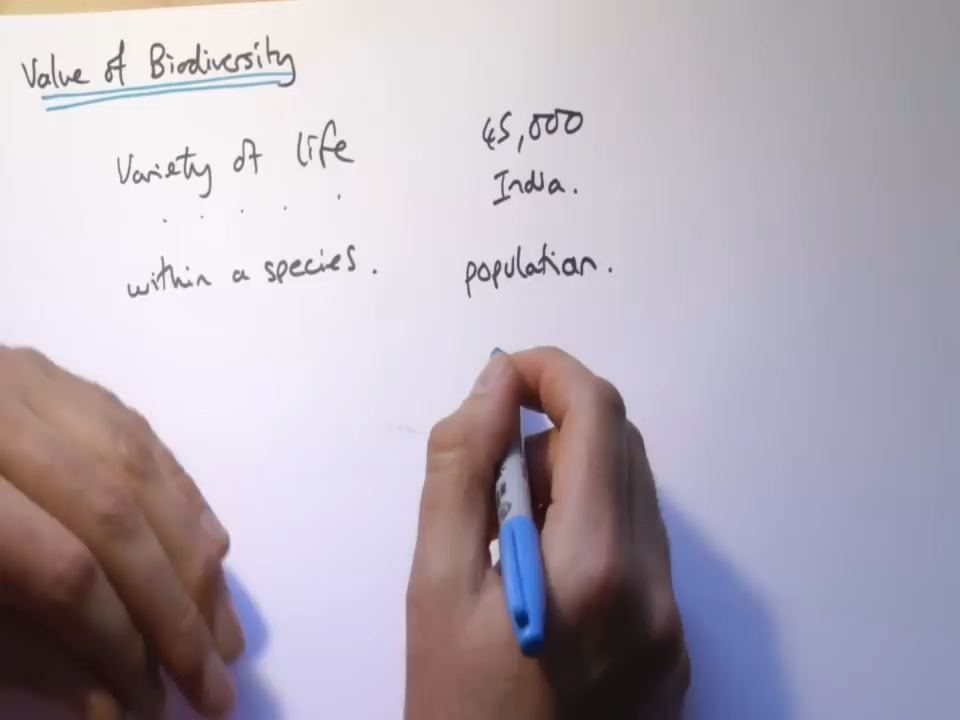 Value of Biodiversity
Variety of life
45,000
India.
within a species.
population.